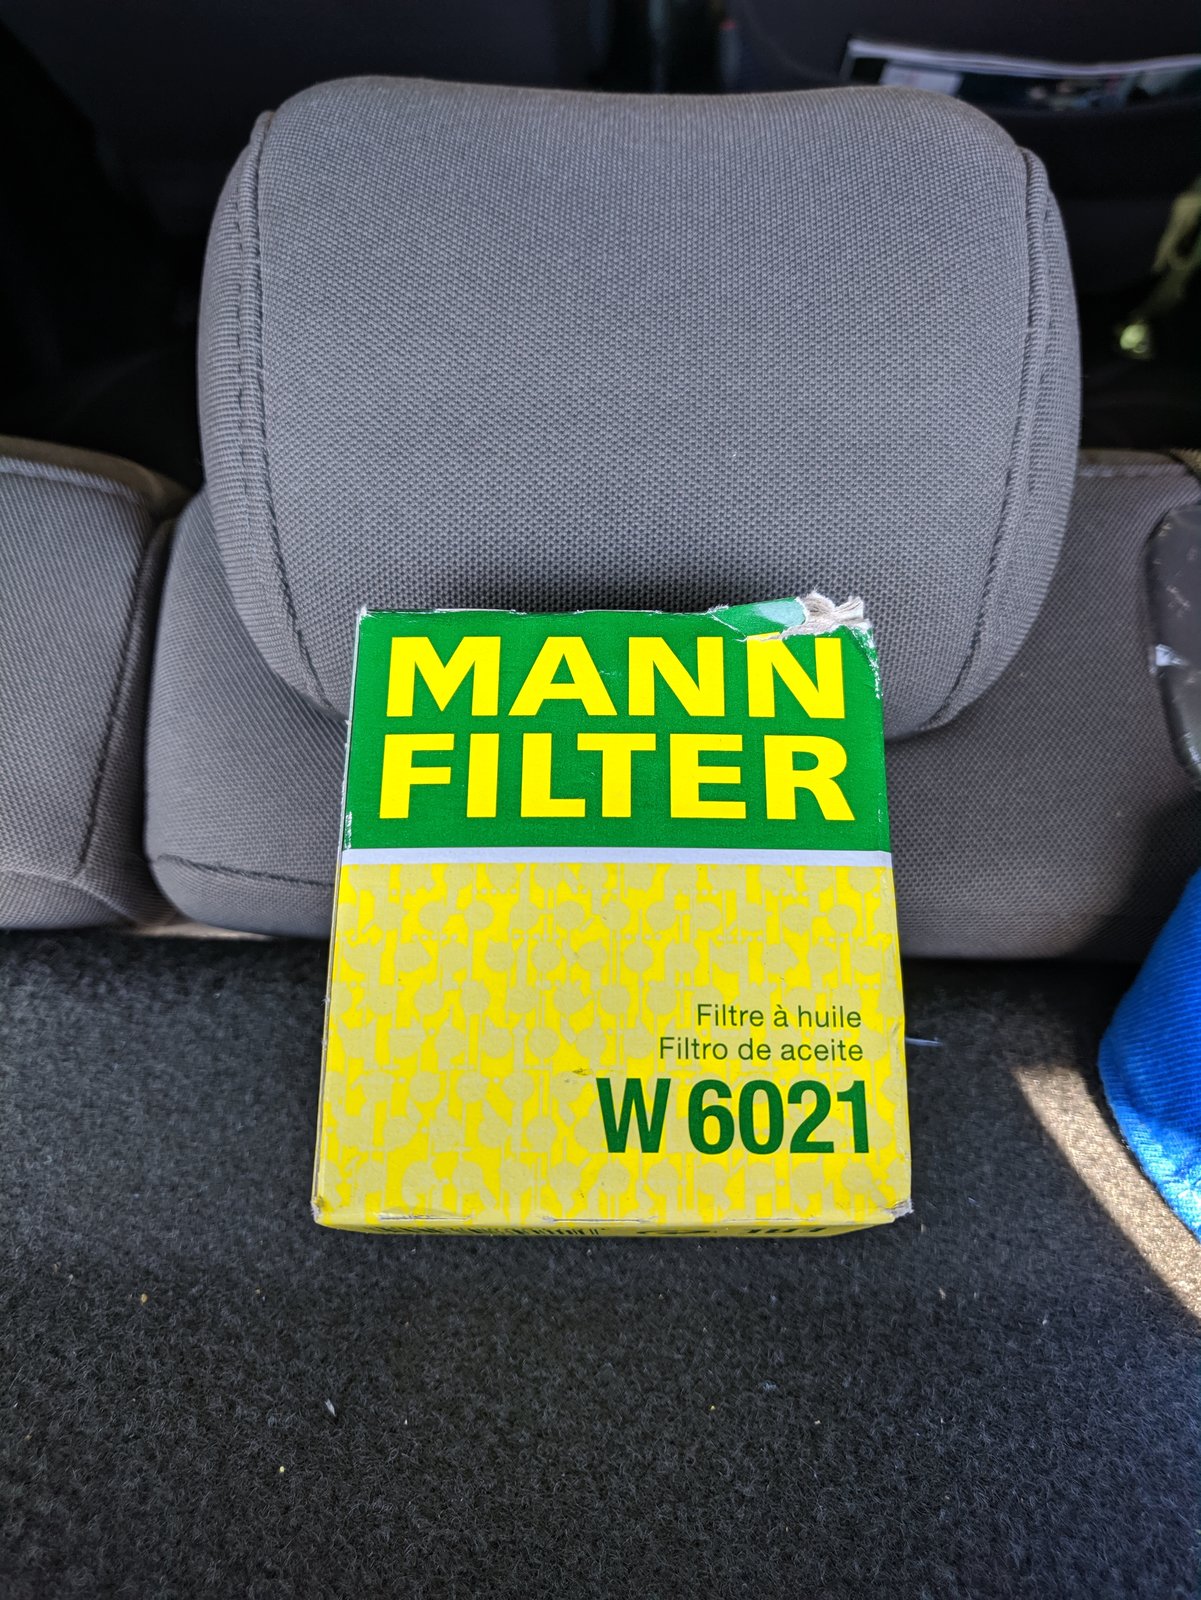 MANN
FILTER
Filtre à huile
Filtro de aceite
W 6021